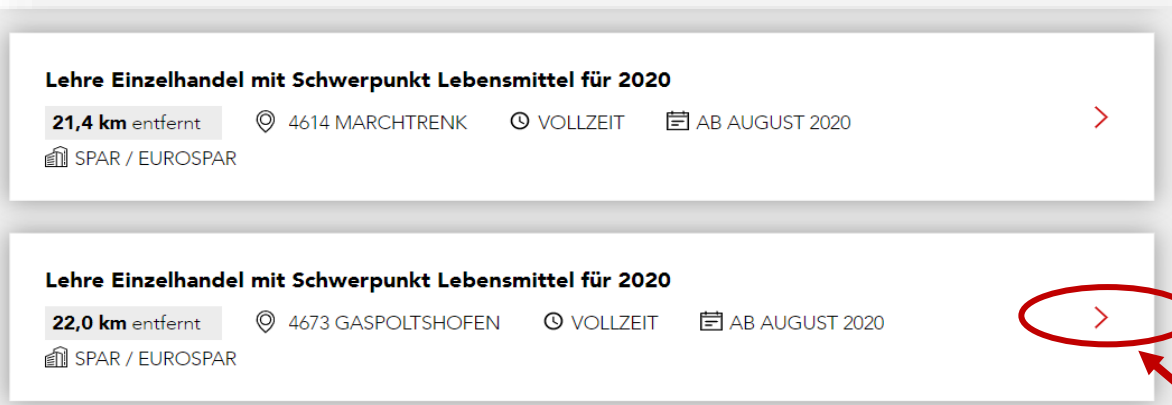 Lehre Einzelhandel mit Schwerpunkt Lebensmittel für 2020
21,4 km entfernt 4614 MARCHTRENK VOLLZEIT AB AUGUST 2020
SPAR / EUROSPAR
Lehre Einzelhandel mit Schwerpunkt Lebensmittel für 2020
22,0 km entfernt 4673 GASPOLTSHOFEN VOLLZEIT AB AUGUST 2020
SPAR / EUROSPAR